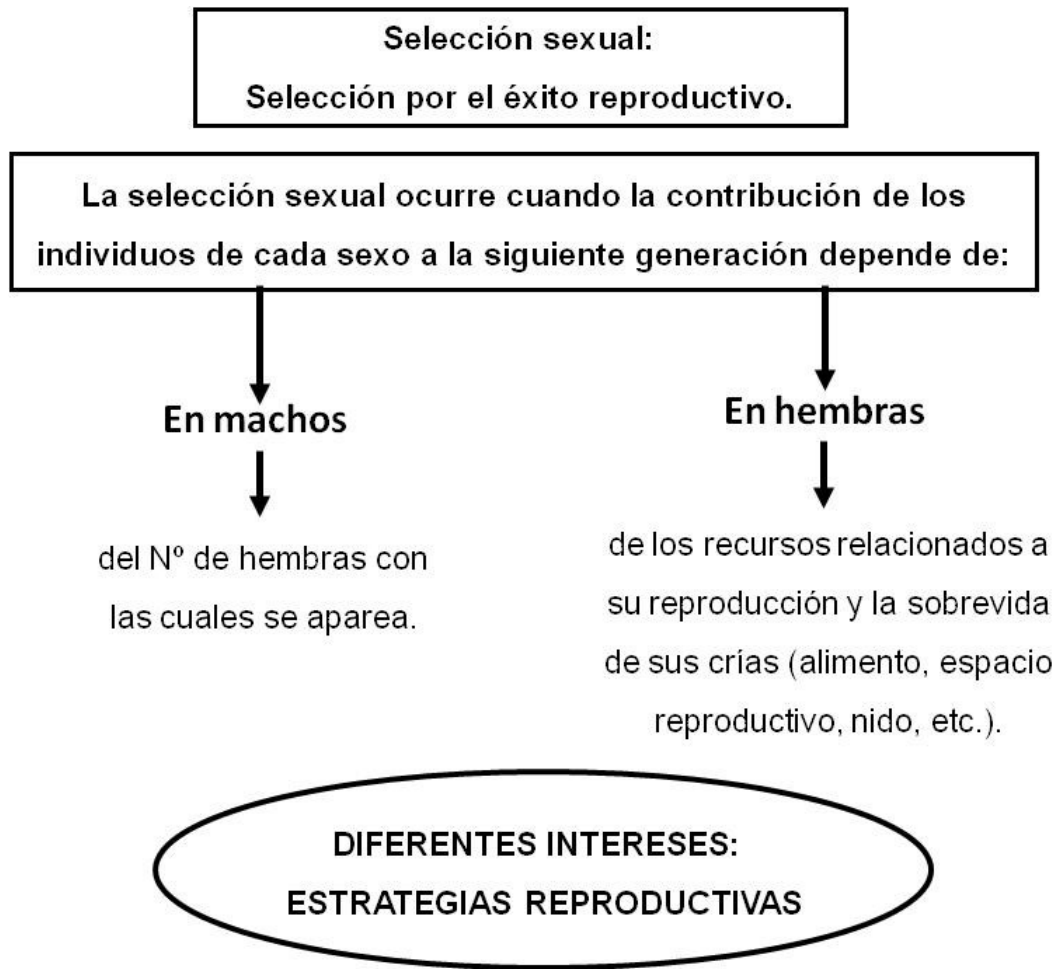 Selección sexual:
Selección por el éxito reproductivo.
La selección sexual ocurre cuando la contribución de los
individuos de cada sexo a la siguiente generación depende de:
En machos
En hembras
del Nº de hembras con
las cuales se aparea.
de los recursos relacionados a
su reproducción y la sobrevida
de sus crías (alimento, espacio
reproductivo, nido, etc.).
DIFERENTES INTERESES:
ESTRATEGIAS REPRODUCTIVAS